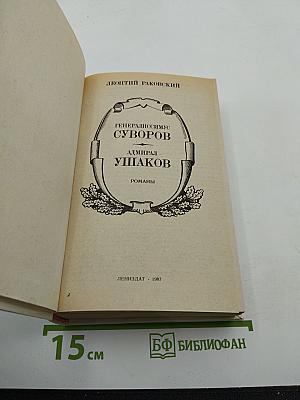 ЛЕОНТИЙ РАКОВСКИЙ
ГЕНЕРАЛИССИМУС
СУВОРОВ
АДМИРАЛ
УШАКОВ
РОМАНЫ
ЛЕНИЗДАТ · 1987
15 см
БФ БИБЛИОФАН